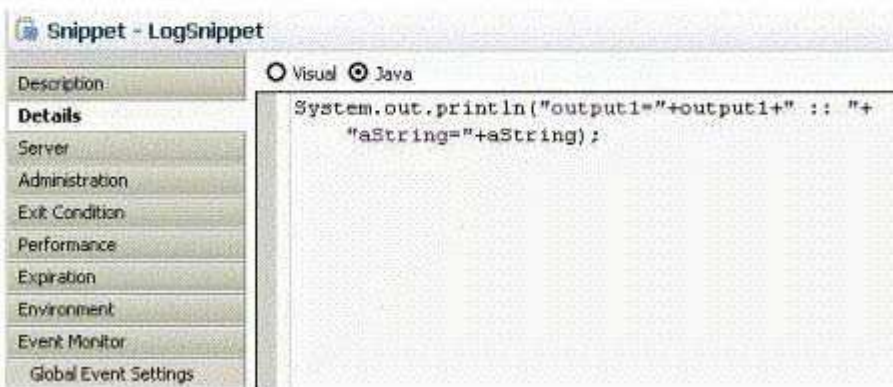 Snippet - LogSnippet
Description
Details
Server
Administration
Exit Condition
Performance
Expiration
Environment
Event Monitor
Global Event Settings
Visual Java
System.out.println("output1="+output1+" :: "+
"aString="+aString);